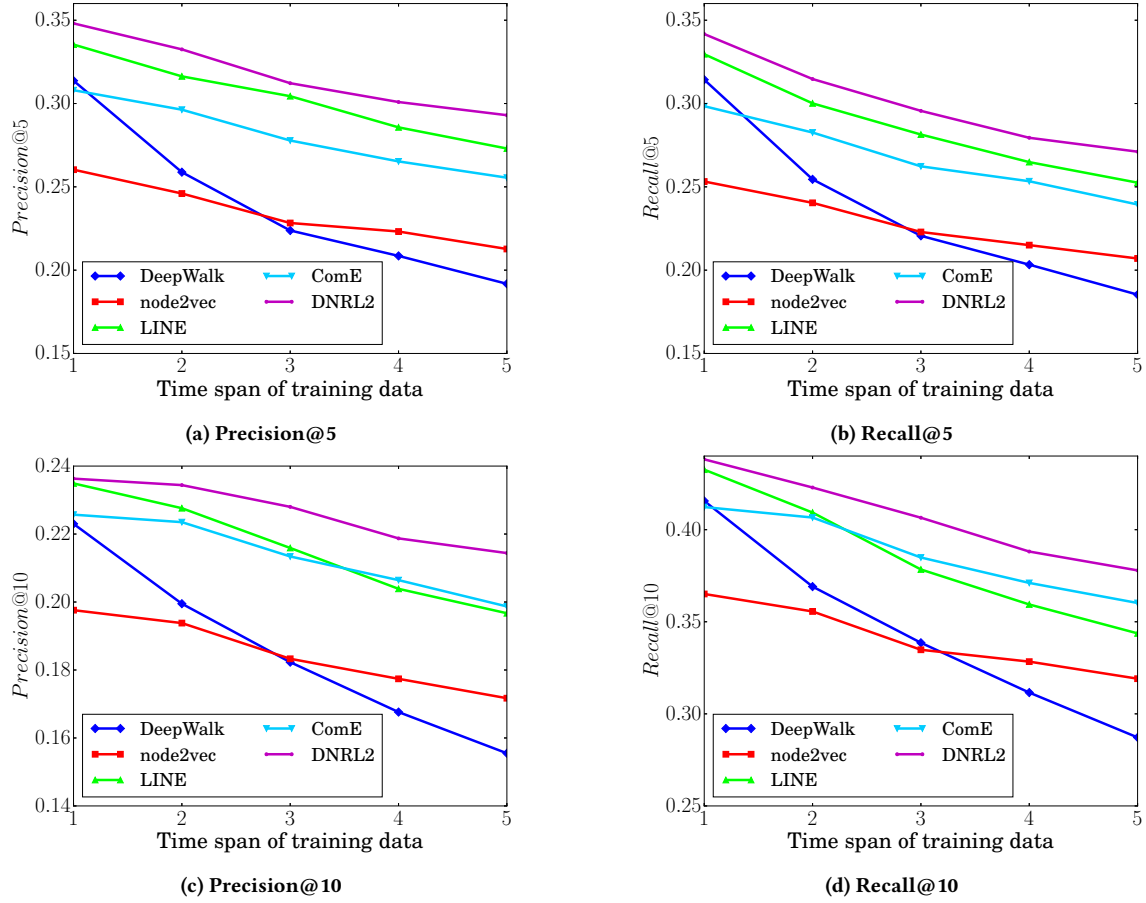 0.35
0.30
0.25
0.20
0.15
Precision@5
DeepWalk
node2vec
LINE
ComE
DNRL2
1 2 3 4 5
Time span of training data
(a) Precision@5
0.35
0.30
0.25
0.20
0.15
Recall@5
DeepWalk
node2vec
LINE
ComE
DNRL2
1 2 3 4 5
Time span of training data
(b) Recall@5
0.24
0.22
0.20
0.18
0.16
0.14
Precision@10
DeepWalk
node2vec
LINE
ComE
DNRL2
1 2 3 4 5
Time span of training data
(c) Precision@10
0.40
0.35
0.30
0.25
Recall@10
DeepWalk
node2vec
LINE
ComE
DNRL2
1 2 3 4 5
Time span of training data
(d) Recall@10